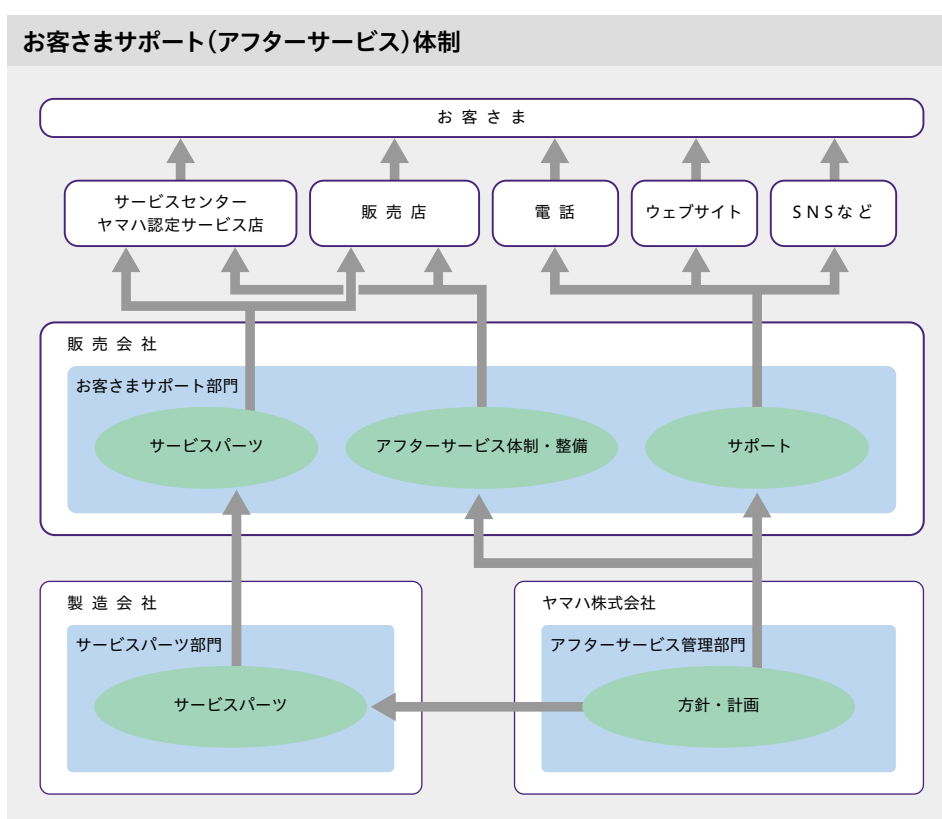 お客さまサポート(アフターサービス)体制
お客さま
サービスセンター
ヤマハ認定サービス店
販売店
電話
ウェブサイト
SNSなど
販売会社
お客さまサポート部門
サービスパーツ
アフターサービス体制・整備
サポート
製造会社
サービスパーツ部門
サービスパーツ
ヤマハ株式会社
アフターサービス管理部門
方針・計画